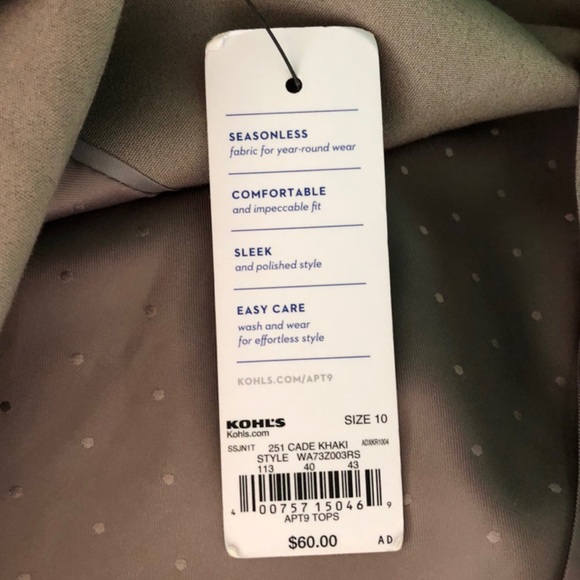 SEASONLESS
fabric for year-round wear
COMFORTABLE
and impeccable fit
SLEEK
and polished style
EASY CARE
wash and wear
for effortless style
KOHLS.COM/APT9
KOHL'S SIZE 10
Kohls.com
SSJN1T 251 CADE KHAKI ADXKR1004
STYLE WA73Z003RS
113 40 43
4 00757 15046 9
APT9 TOPS
$60.00 AD